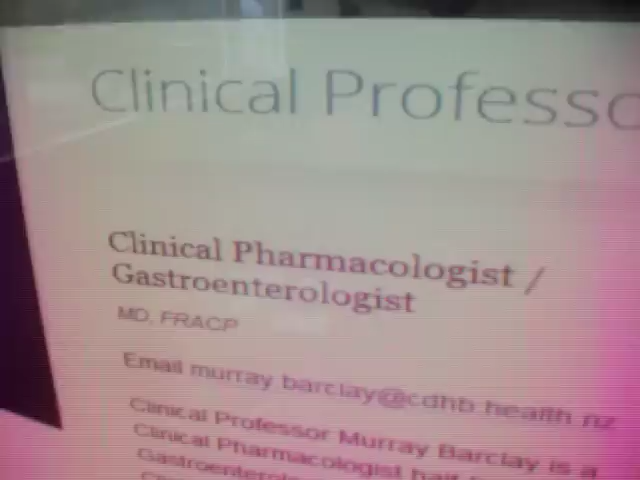 Clinical Professo
Clinical Pharmacologist /
Gastroenterologist
MD, FRACP
Email murray barclay@cdhb health nz
Clinical Professor Murray Barclay is a
Clinical Pharmacologist half